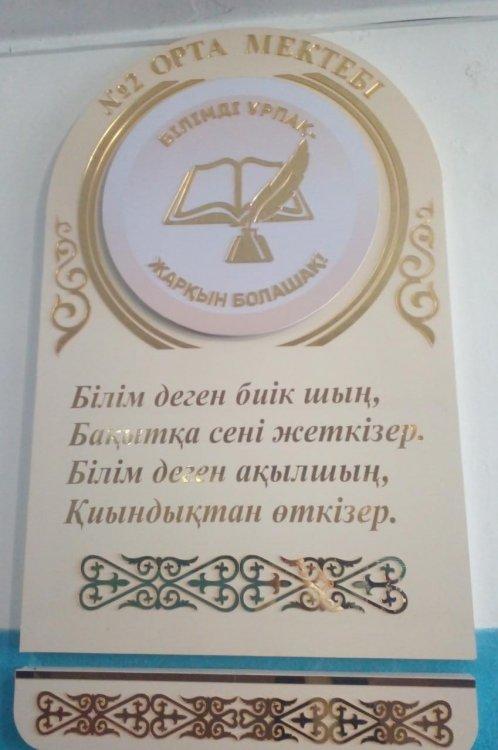 №2 ОРТА МЕКТЕБІ
БІЛІМДІ ҰРПАҚ-
ЖАРҚЫН БОЛАШАҚ!
Білім деген биік шың,
Бақытқа сені жеткізер.
Білім деген ақылшың,
Қиындықтан өткізер.